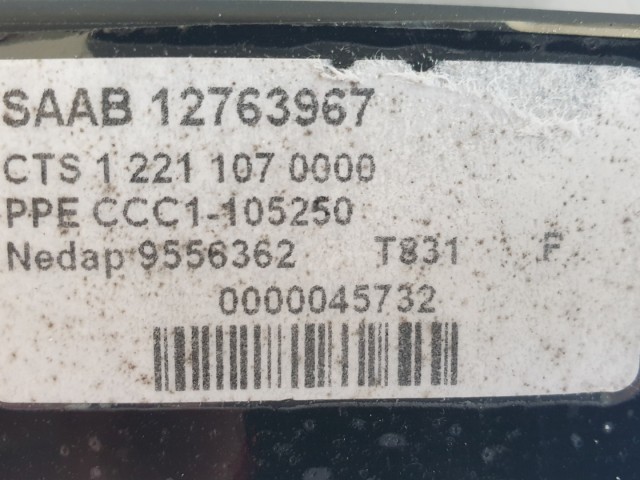 SAAB 12763967
CTS 1 221 107 0000
PPE CCC1-105250
Nedap 9556362 T831 F
0000045732